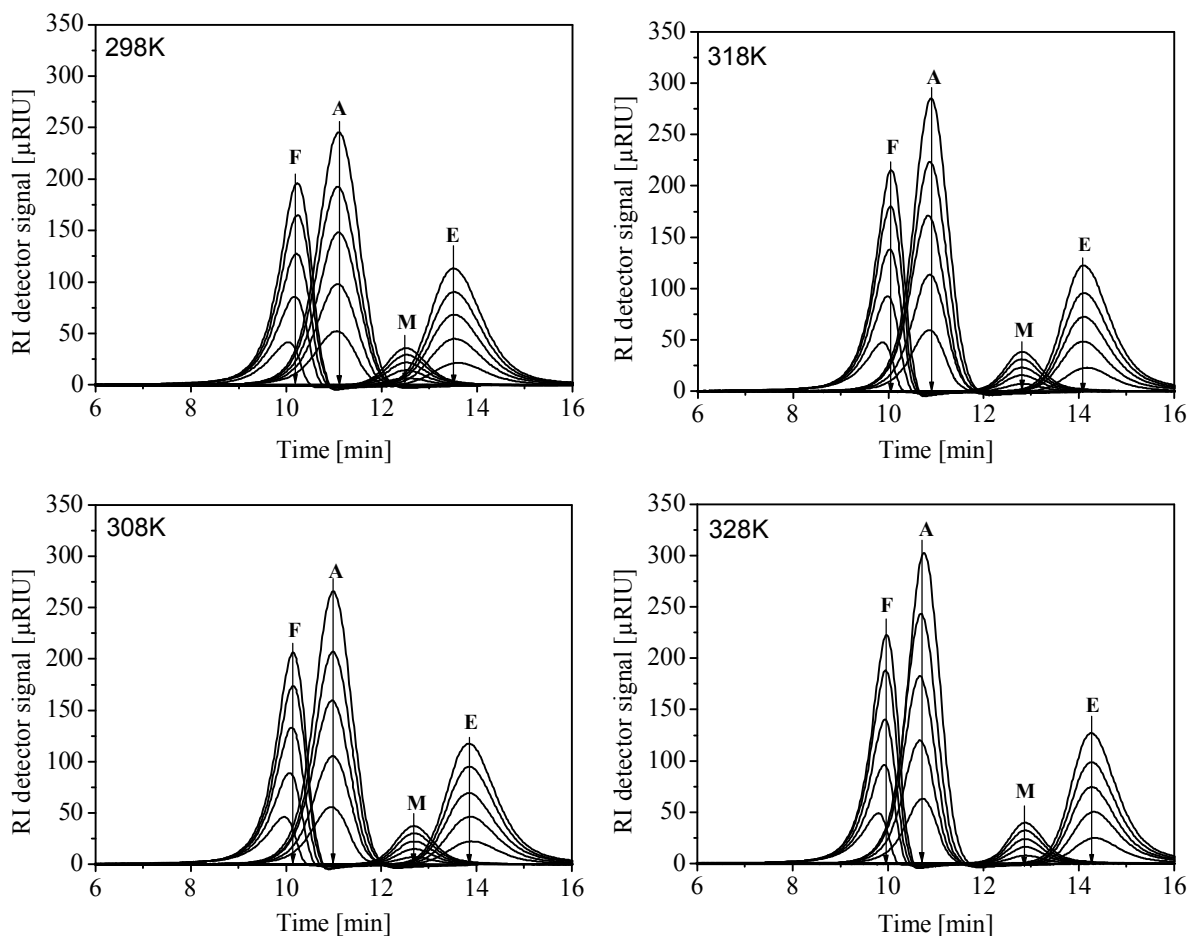 350
300
250
200
150
100
50
0
RI detector signal [µRIU]
298K
F
A
M
E
6 8 10 12 14 16
Time [min]
350
300
250
200
150
100
50
0
RI detector signal [µRIU]
318K
F
A
M
E
6 8 10 12 14 16
Time [min]
350
300
250
200
150
100
50
0
RI detector signal [µRIU]
308K
F
A
M
E
6 8 10 12 14 16
Time [min]
350
300
250
200
150
100
50
0
RI detector signal [µRIU]
328K
F
A
M
E
6 8 10 12 14 16
Time [min]